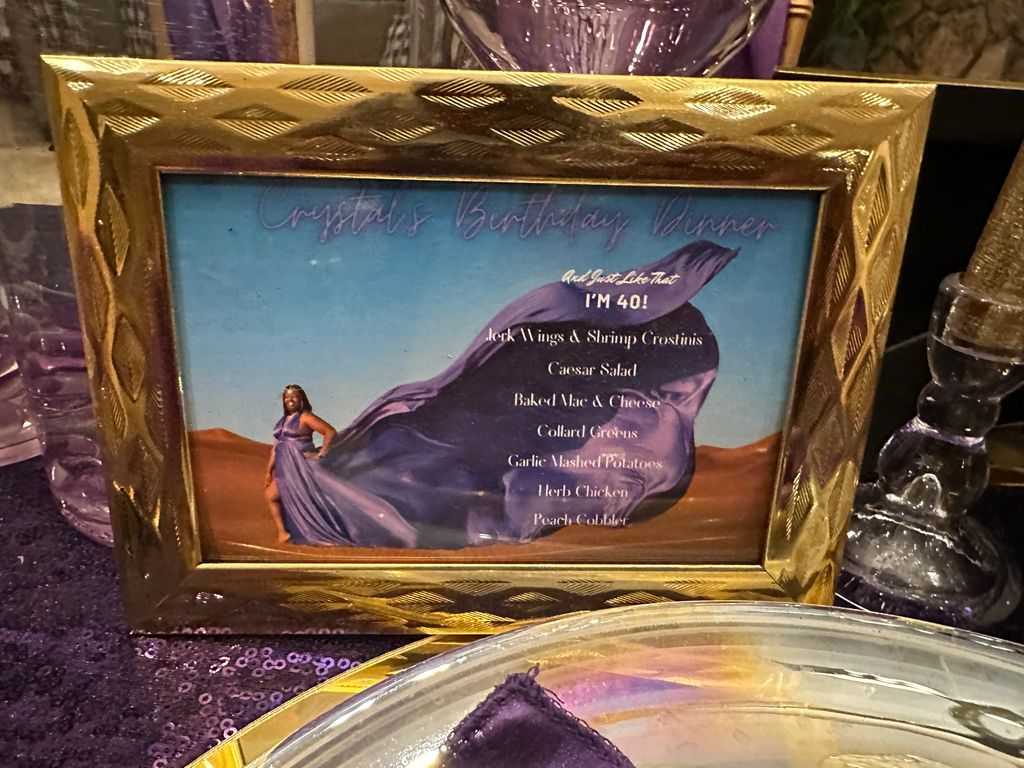 Crystal's Birthday Dinner
And Just Like That
I'M 40!
Jerk Wings & Shrimp Crostinis
Caesar Salad
Baked Mac & Cheese
Collard Greens
Garlic Mashed Potatoes
Herb Chicken
Peach Cobbler